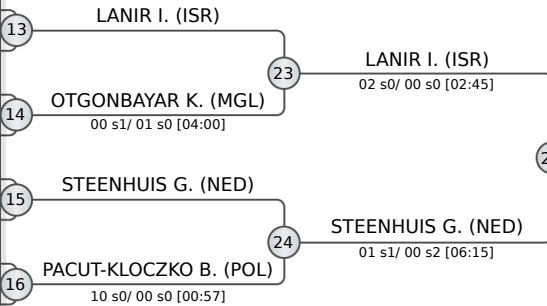 LANIR I. (ISR)
13
23
LANIR I. (ISR)
02 s0/ 00 s0 [02:45]
OTGONBAYAR K. (MGL)
14
00 s1/ 01 s0 [04:00]
STEENHUIS G. (NED)
15
24
STEENHUIS G. (NED)
01 s1/ 00 s2 [06:15]
PACUT-KLOCZKO B. (POL)
16
10 s0/ 00 s0 [00:57]